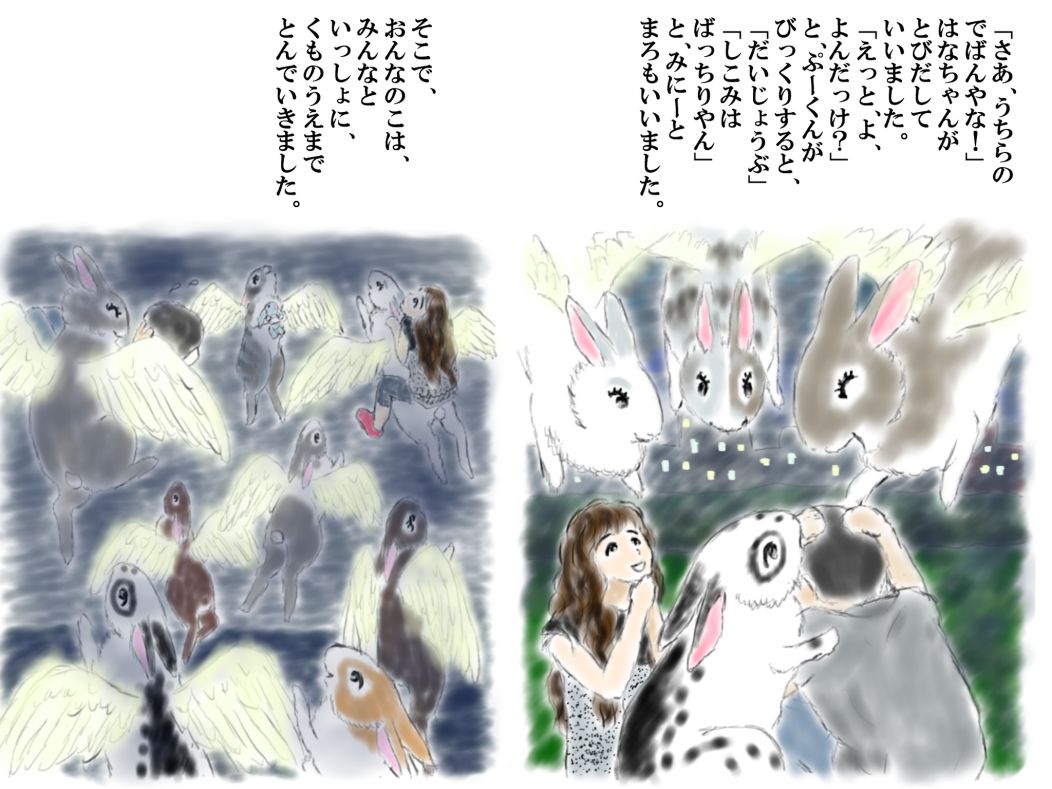 「さあ、うちらの
でばんやな！」
はなちゃんが
とびだして
いいました。
「えっと、よ、
よんだっけ？」
と、ぷーくんが
びっくりすると、
「だいじょうぶ」
「しこみは
ばっちりやん」
と、みにーと
まろもいいました。
そこで、
おんなのこは、
みんなと
いっしょに、
くものうえまで
とんでいきました。